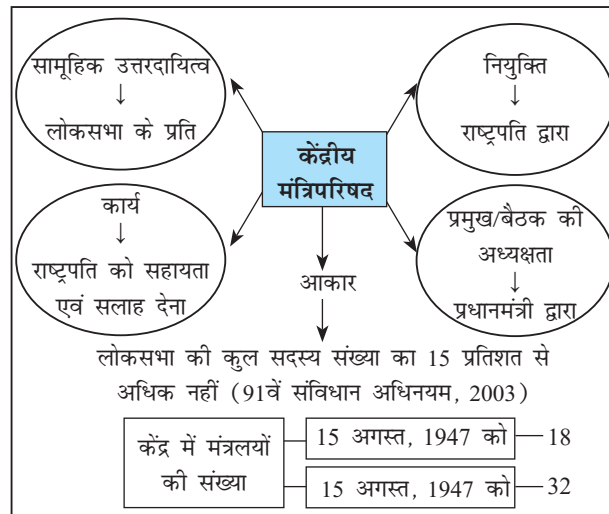 सामूहिक उत्तरदायित्व
↓
लोकसभा के प्रति
नियुक्ति
↓
राष्ट्रपति द्वारा
केंद्रीय
मंत्रिपरिषद
कार्य
↓
राष्ट्रपति को सहायता
एवं सलाह देना
प्रमुख/बैठक की
अध्यक्षता
↓
प्रधानमंत्री द्वारा
आकार
लोकसभा की कुल सदस्य संख्या का 15 प्रतिशत से
अधिक नहीं (91वें संविधान अधिनयम, 2003)
केंद्र में मंत्रलयों
की संख्या
15 अगस्त, 1947 को 18
15 अगस्त, 1947 को 32